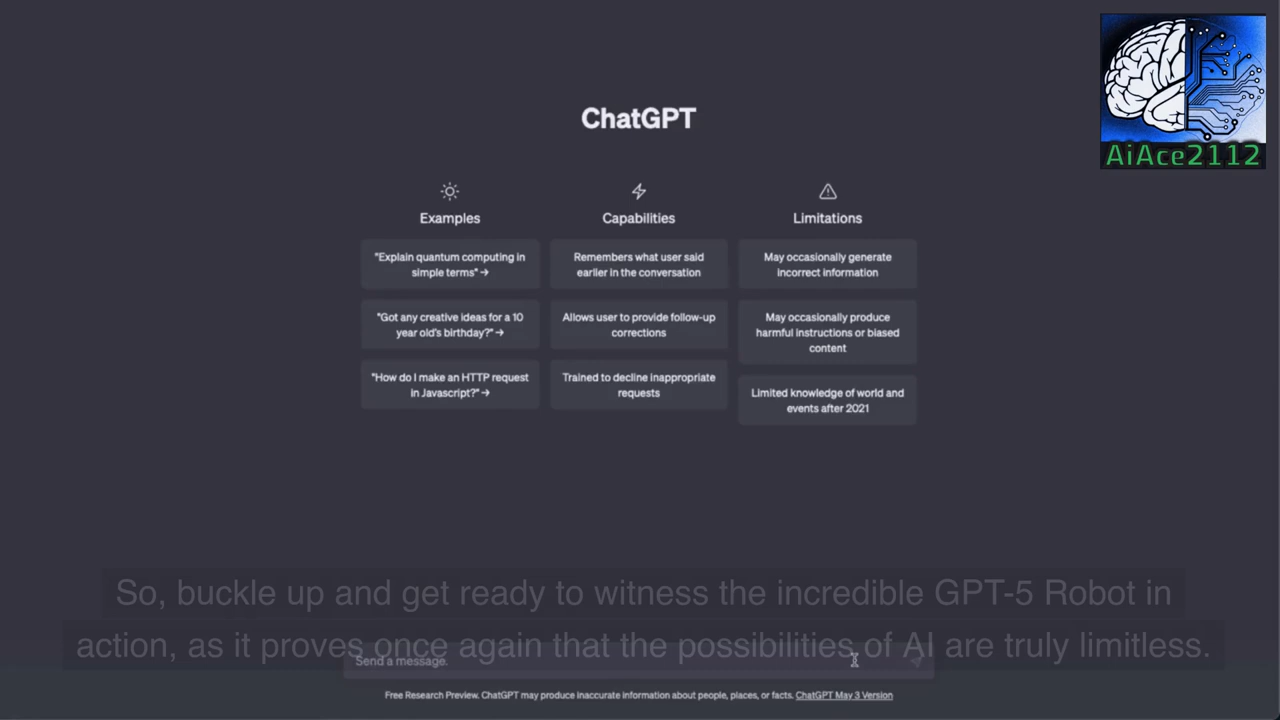 AiAce2112
ChatGPT
Examples
Capabilities
Limitations
"Explain quantum computing in
simple terms" →
"Got any creative ideas for a 10
year old's birthday?" →
"How do I make an HTTP request
in Javascript?" →
Remembers what user said
earlier in the conversation
Allows user to provide follow-up
corrections
Trained to decline inappropriate
requests
May occasionally generate
incorrect information
May occasionally produce
harmful instructions or biased
content
Limited knowledge of world and
events after 2021
So, buckle up and get ready to witness the incredible GPT-5 Robot in
action, as it proves once again that the possibilities of AI are truly limitless.
Send a message.
Free Research Preview. ChatGPT may produce inaccurate information about people, places, or facts. ChatGPT May 3 Version